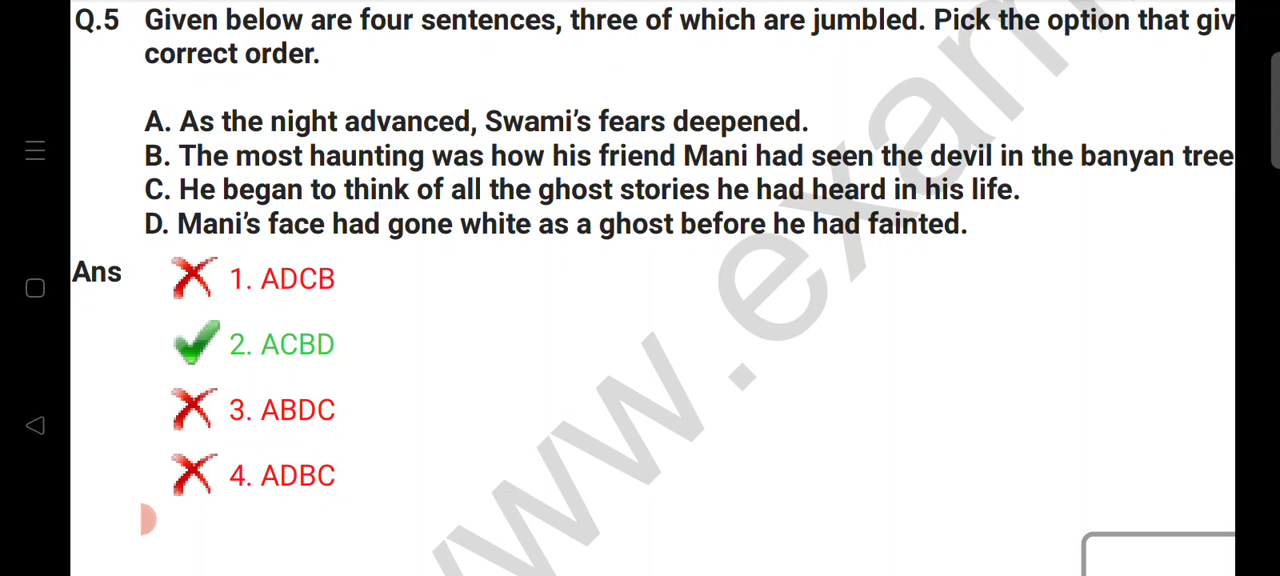 Q.5 Given below are four sentences, three of which are jumbled. Pick the option that giv
correct order.
A. As the night advanced, Swami's fears deepened.
B. The most haunting was how his friend Mani had seen the devil in the banyan tree
C. He began to think of all the ghost stories he had heard in his life.
D. Mani's face had gone white as a ghost before he had fainted.
Ans
1. ADCB
2. ACBD
3. ABDC
4. ADBC
www.exam